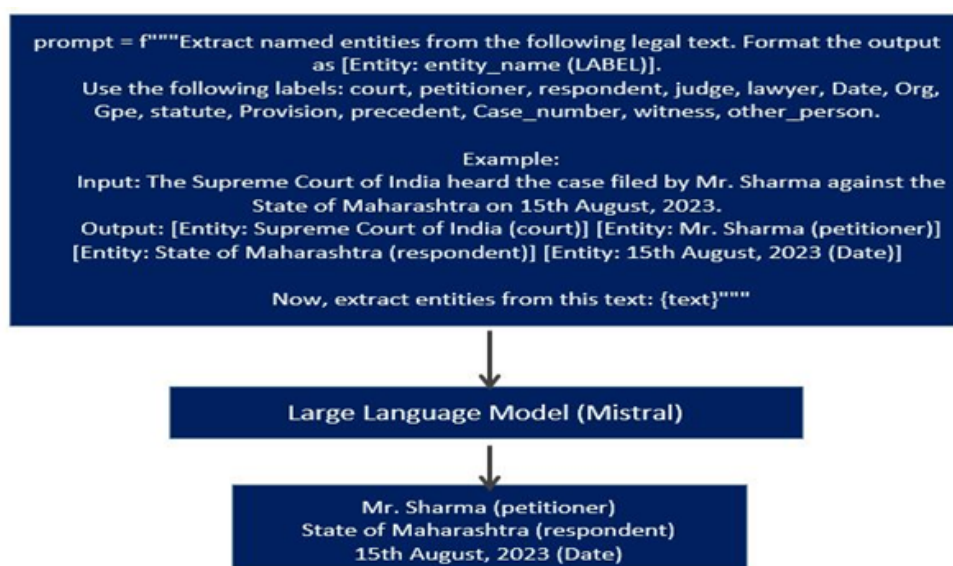 prompt = f"""Extract named entities from the following legal text. Format the output
as [Entity: entity_name (LABEL)].
Use the following labels: court, petitioner, respondent, judge, lawyer, Date, Org,
Gpe, statute, Provision, precedent, Case_number, witness, other_person.
Example:
Input: The Supreme Court of India heard the case filed by Mr. Sharma against the
State of Maharashtra on 15th August, 2023.
Output: [Entity: Supreme Court of India (court)] [Entity: Mr. Sharma (petitioner)]
[Entity: State of Maharashtra (respondent)] [Entity: 15th August, 2023 (Date)]
Now, extract entities from this text: {text}"""
Large Language Model (Mistral)
Mr. Sharma (petitioner)
State of Maharashtra (respondent)
15th August, 2023 (Date)